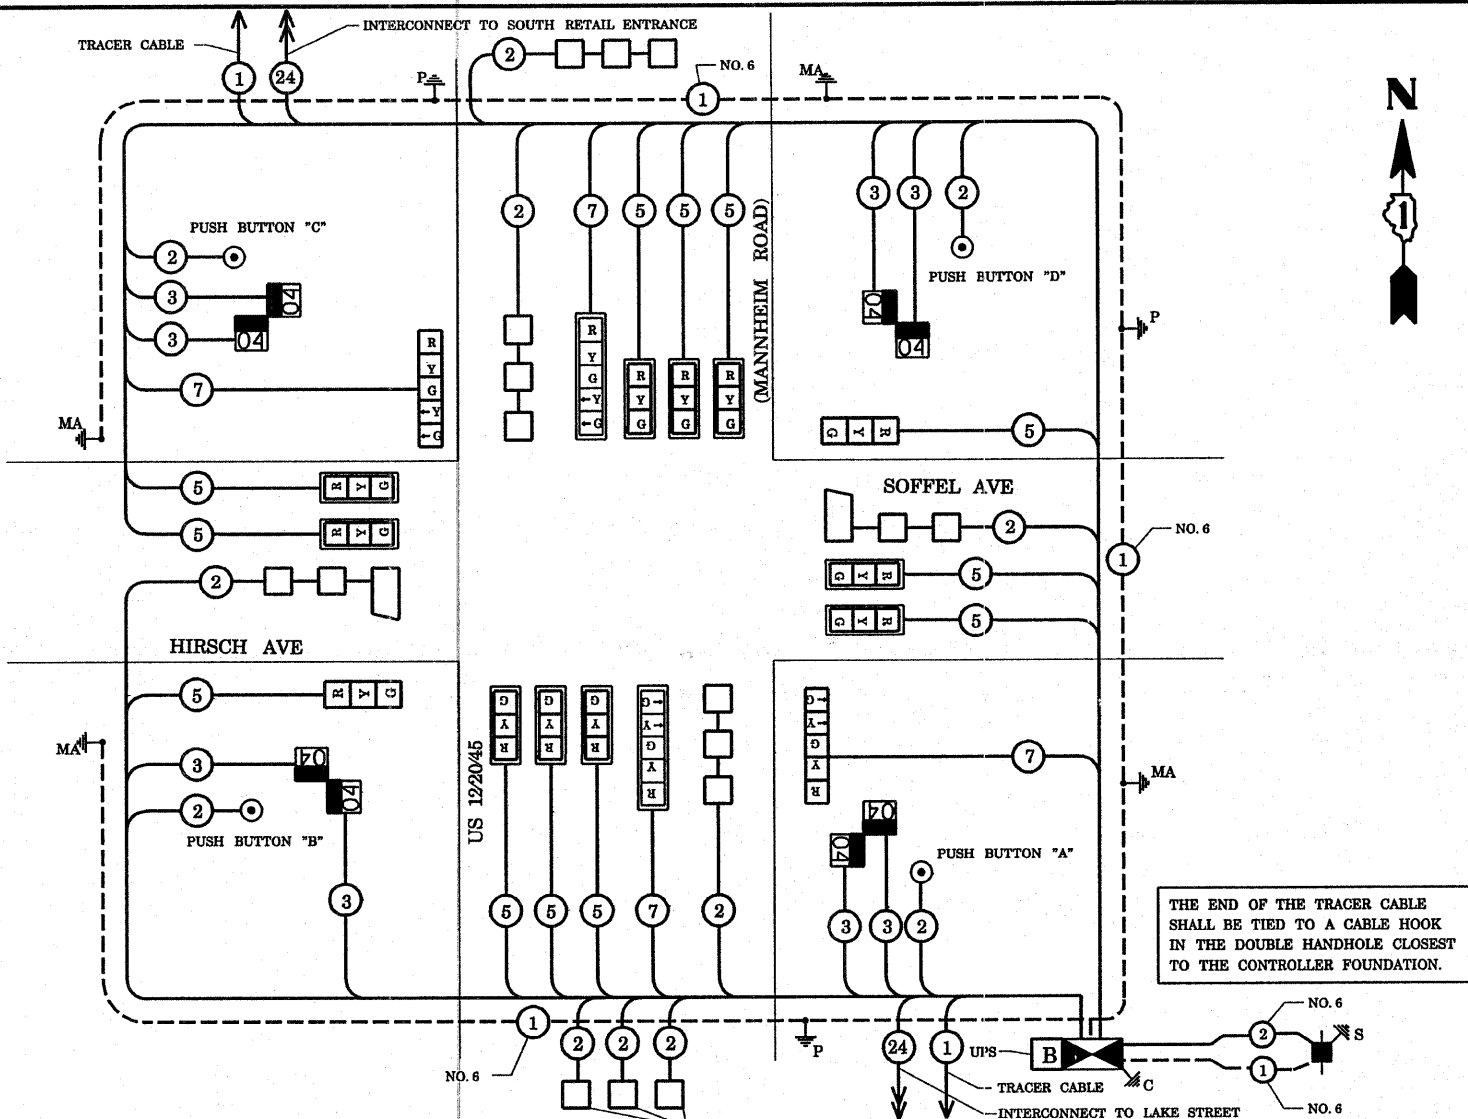 INTERCONNECT TO SOUTH RETAIL ENTRANCE
TRACER CABLE
1
24
2
NO. 6
1
P
MA
N
1
2
7
5
5
5
(MANNHEIM ROAD)
3
3
2
PUSH BUTTON "C"
2
3
04
3
04
7
R
Y
G
←Y
←G
R
Y
G
←Y
←G
R
Y
G
R
Y
G
R
Y
G
PUSH BUTTON "D"
04
04
P
MA
G Y R
5
5
R Y G
5
R Y G
SOFFEL AVE
2
NO. 6
1
2
G Y R
5
G Y R
5
HIRSCH AVE
5
R Y G
MA
3
04
04
2
PUSH BUTTON "B"
3
US 12/20/45
G
Y
R
G
Y
R
G
Y
R
←G
←Y
G
Y
R
5
5
5
7
2
←G
←Y
G
Y
R
7
MA
04
04
PUSH BUTTON "A"
3
3
2
THE END OF THE TRACER CABLE
SHALL BE TIED TO A CABLE HOOK
IN THE DOUBLE HANDHOLE CLOSEST
TO THE CONTROLLER FOUNDATION.
1
NO. 6
2
2
2
P
24
1
UPS
B
C
2
NO. 6
S
1
NO. 6
TRACER CABLE
INTERCONNECT TO LAKE STREET